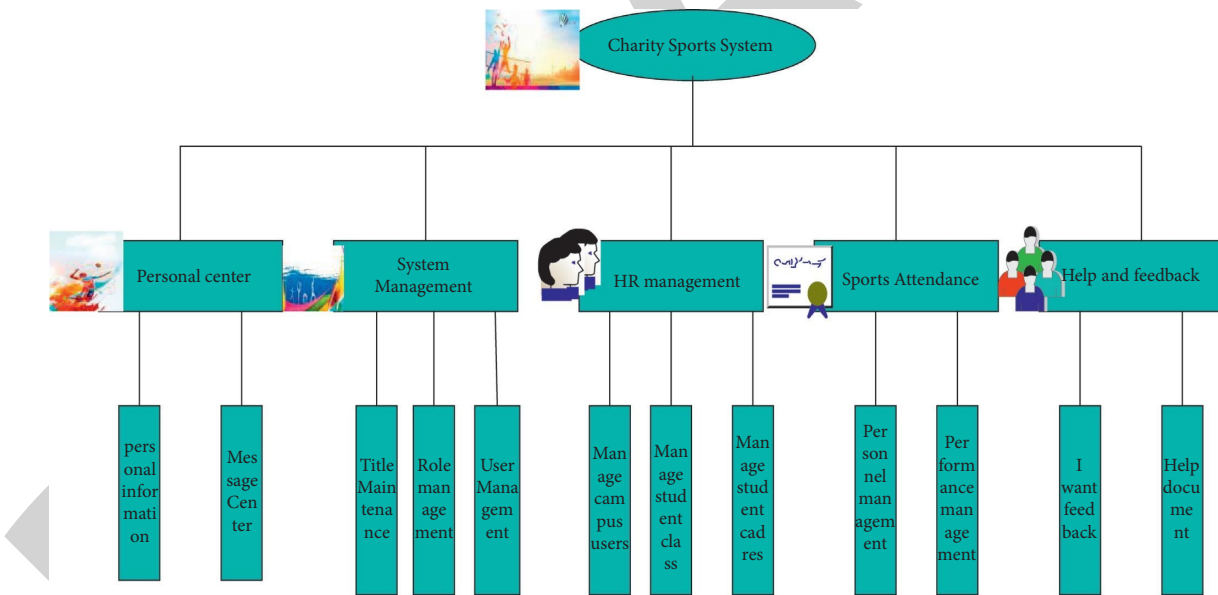 Charity Sports System
Personal center
System
Management
HR management
Sports Attendance
Help and feedback
pers
onal
infor
mati
on
Mes
sage
Cen
ter
Title
Main
tena
nce
Role
man
age
ment
User
Mana
gem
ent
Man
age
cam
pus
users
Man
age
stud
ent
cla
ss
Man
age
stud
ent
cad
res
Per
son
nel
man
agem
ent
Per
form
ance
man
age
ment
I
want
feed
back
Help
docu
me
nt